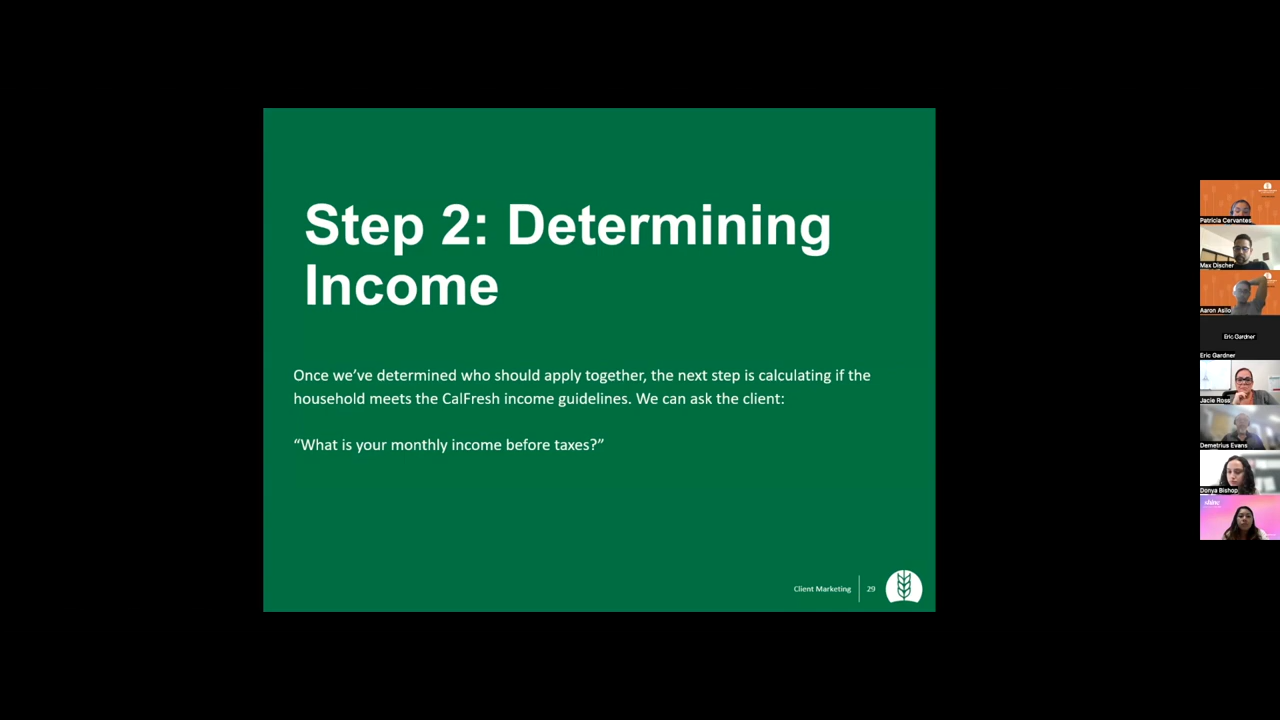 Step 2: Determining
Income
Once we’ve determined who should apply together, the next step is calculating if the
household meets the CalFresh income guidelines. We can ask the client:
“What is your monthly income before taxes?”
Client Marketing
29
Patricia Cervantes
Max Discher
Aaron Asilo
Eric Gardner
Eric Gardner
Jacie Ross
Demetrius Evans
Donya Bishop